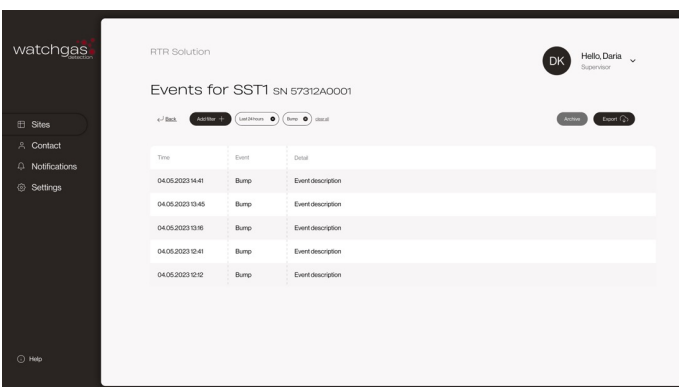 watchgas
detection
Sites
Contact
Notifications
Settings
Help
RTR Solution
DK
Hello, Daria
Supervisor
Events for SST1 SN 57312A0001
Back Add filter + Last 24 hours Bump clear all Archive Export
Time Event Detail
04.05.2023 14:41 Bump Event description
04.05.2023 13:45 Bump Event description
04.05.2023 13:16 Bump Event description
04.05.2023 12:41 Bump Event description
04.05.2023 12:12 Bump Event description